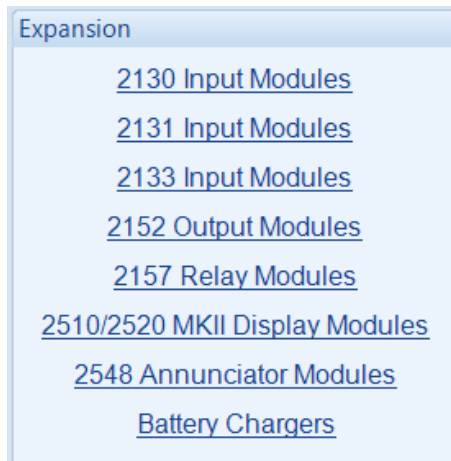 Expansion
2130 Input Modules
2131 Input Modules
2133 Input Modules
2152 Output Modules
2157 Relay Modules
2510/2520 MKII Display Modules
2548 Annunciator Modules
Battery Chargers